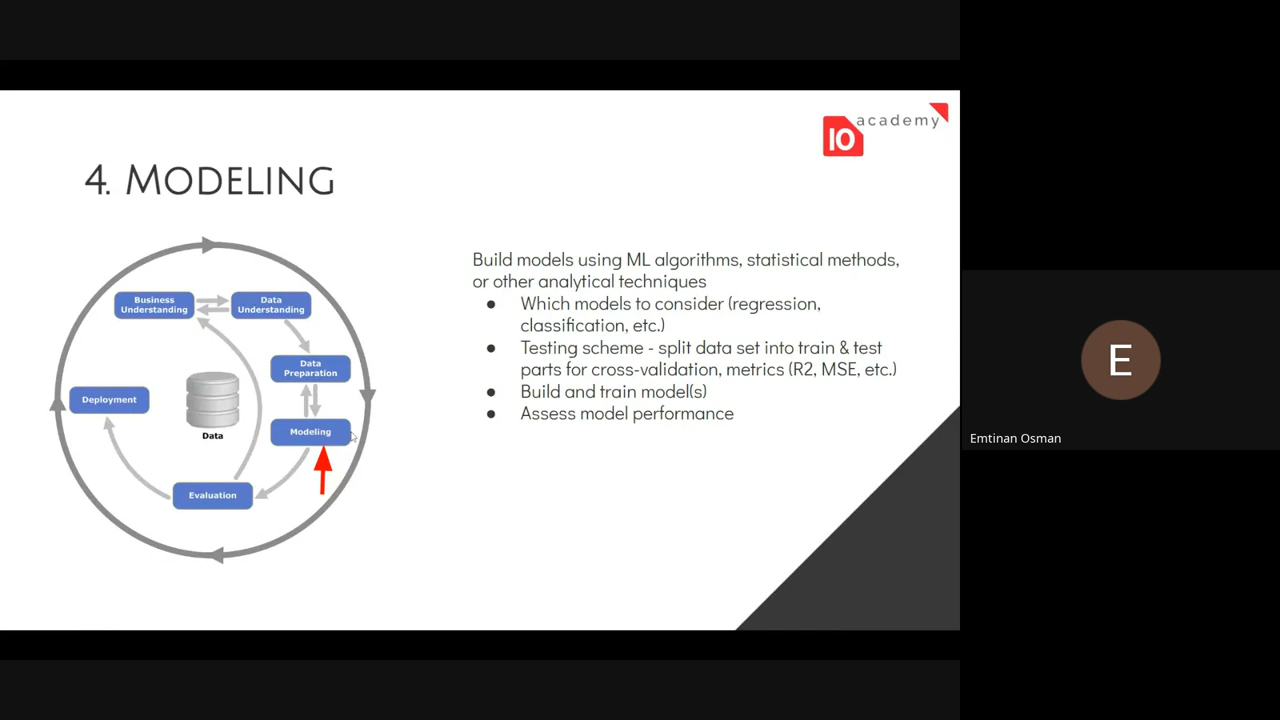 10 academy
4. MODELING
Business
Understanding
Data
Understanding
Data
Preparation
Modeling
Evaluation
Deployment
Data
Build models using ML algorithms, statistical methods,
or other analytical techniques
● Which models to consider (regression,
classification, etc.)
● Testing scheme - split data set into train & test
parts for cross-validation, metrics (R2, MSE, etc.)
● Build and train model(s)
● Assess model performance
E
Emtinan Osman